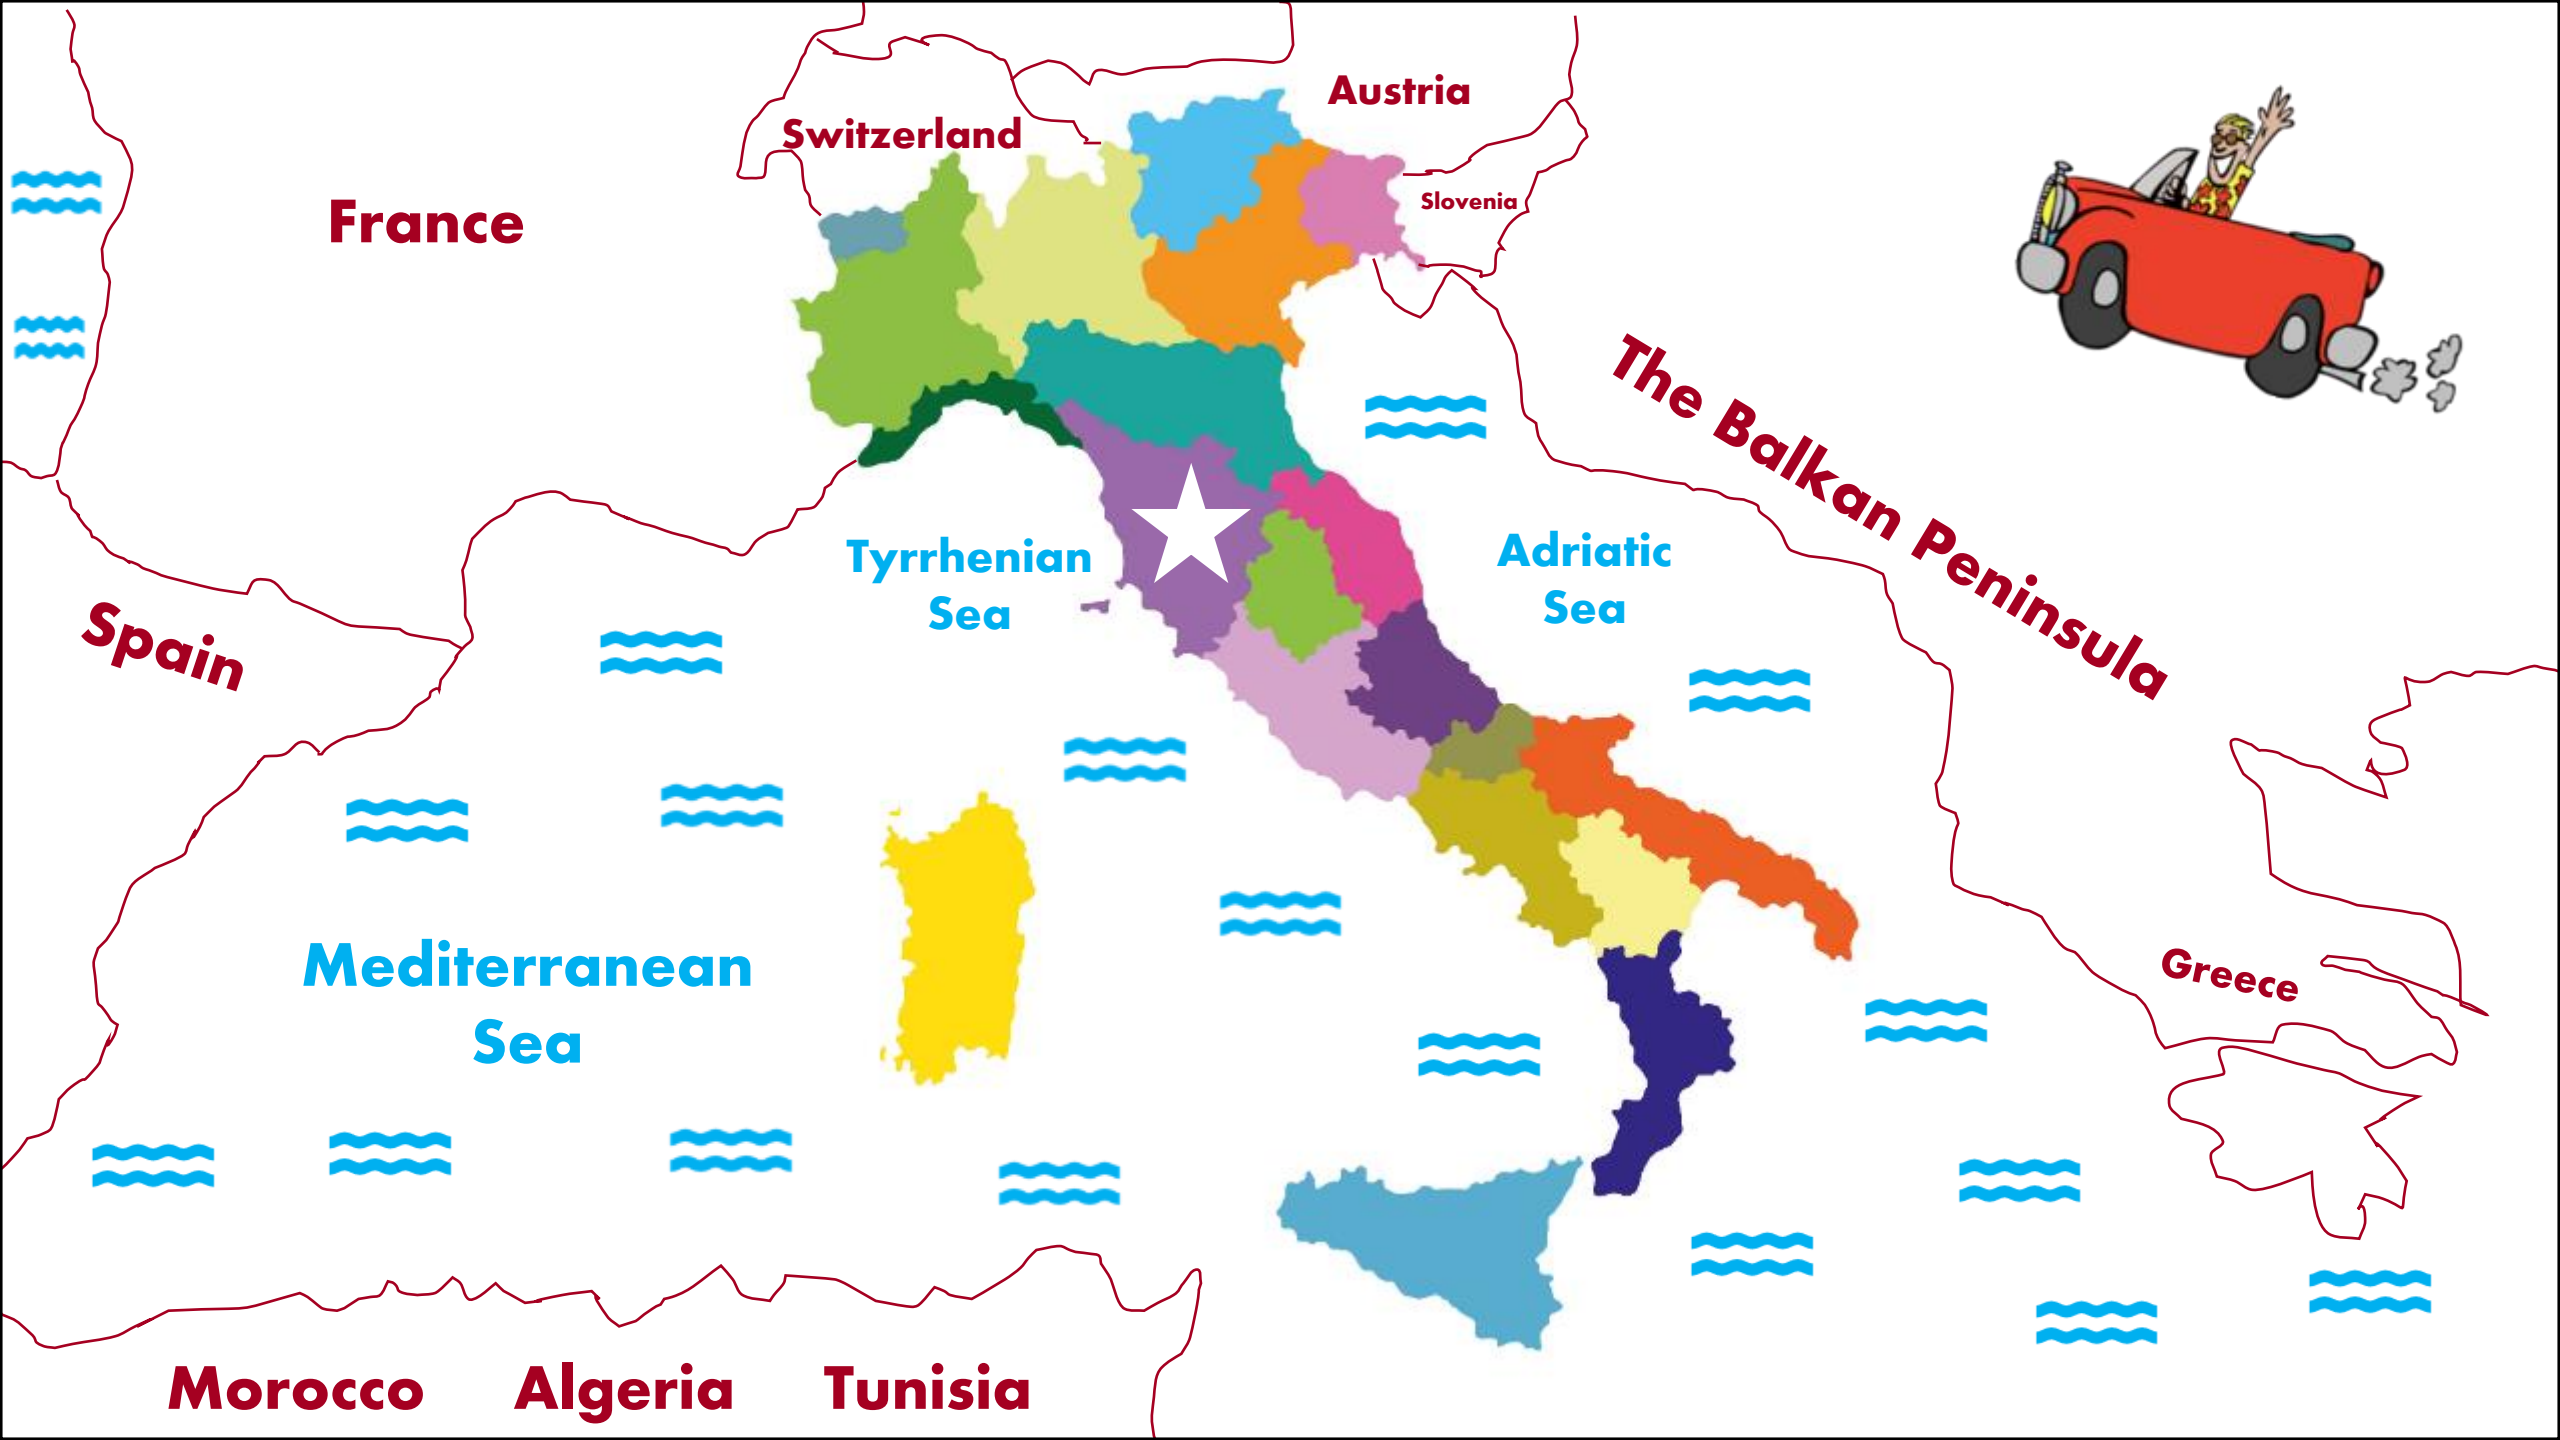 Austria
Switzerland
Slovenia
France
The Balkan Peninsula
Tyrrhenian
Sea
Adriatic
Sea
Spain
Mediterranean
Sea
Greece
Morocco
Algeria
Tunisia